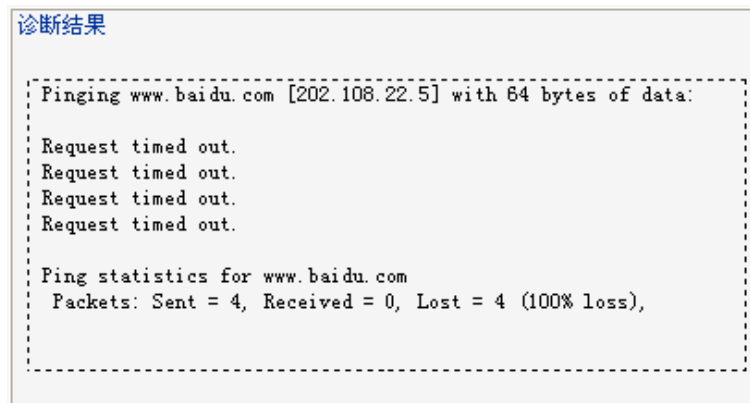 诊断结果
Pinging www.baidu.com [202.108.22.5] with 64 bytes of data:
Request timed out.
Request timed out.
Request timed out.
Request timed out.
Ping statistics for www.baidu.com
Packets: Sent = 4, Received = 0, Lost = 4 (100% loss),